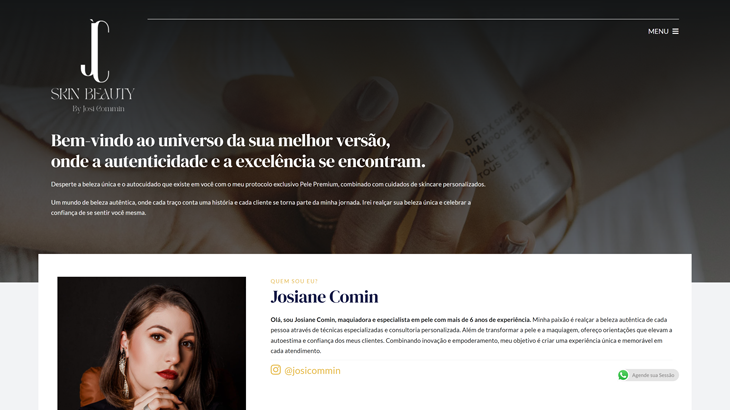 MENU
JC
SKIN BEAUTY
By Josi Commin
Bem-vindo ao universo da sua melhor versão,
onde a autenticidade e a excelência se encontram.
Desperte a beleza única e o autocuidado que existe em você com o meu protocolo exclusivo Pele Premium, combinado com cuidados de skincare personalizados.
Um mundo de beleza autêntica, onde cada traço conta uma história e cada cliente se torna parte da minha jornada. Irei realçar sua beleza única e celebrar a
confiança de se sentir você mesma.
QUEM SOU EU?
Josiane Comin
Olá, sou Josiane Comin, maquiadora e especialista em pele com mais de 6 anos de experiência. Minha paixão é realçar a beleza autêntica de cada
pessoa através de técnicas especializadas e consultoria personalizada. Além de transformar a pele e a maquiagem, ofereço orientações que elevam a
autoestima e confiança dos meus clientes. Combinando inovação e empoderamento, meu objetivo é criar uma experiência única e memorável em
cada atendimento.
@josicommin
Agende sua Sessão